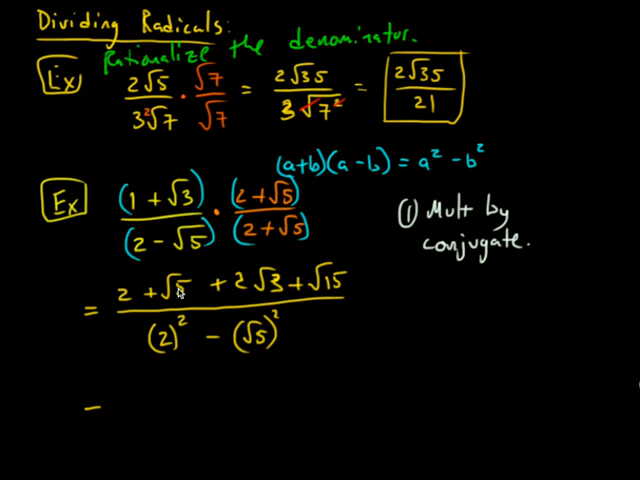 Dividing Radicals:
Rationalize the denominator.
Ex 2√5 / 3²√7 · √7 / √7 = 2√35 / 3√7² = 2√35 / 21
(a+b)(a-b) = a² - b²
Ex (1 + √3) / (2 - √5) · (2 + √5) / (2 + √5)
① Mult by
conjugate.
= 2 + √5 + 2√3 + √15 / (2)² - (√5)²
-